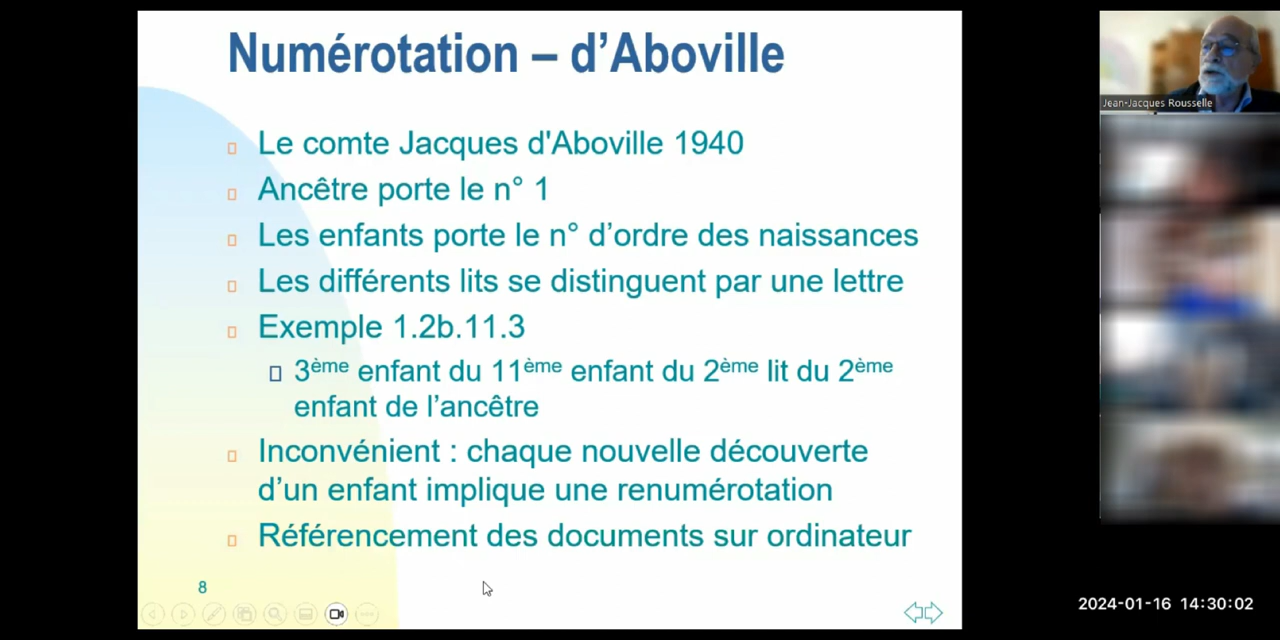 Numérotation – d’Aboville
Le comte Jacques d'Aboville 1940
Ancêtre porte le n° 1
Les enfants porte le n° d’ordre des naissances
Les différents lits se distinguent par une lettre
Exemple 1.2b.11.3
3ème enfant du 11ème enfant du 2ème lit du 2ème
enfant de l’ancêtre
Inconvénient : chaque nouvelle découverte
d’un enfant implique une renumérotation
Référencement des documents sur ordinateur
8
Jean-Jacques Rousselle
2024-01-16 14:30:02